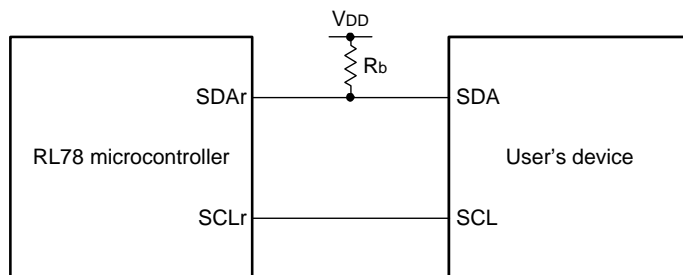 VDD
Rb
SDAr
SDA
RL78 microcontroller
User's device
SCLr
SCL